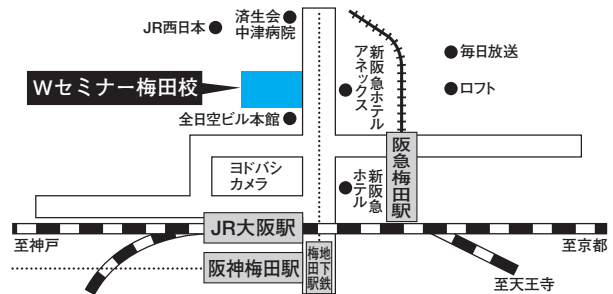 JR西日本
済生会
中津病院
Wセミナー梅田校
全日空ビル本館
新阪急ホテル
アネックス
毎日放送
ロフト
ヨドバシ
カメラ
新阪急
ホテル
阪急梅田駅
JR大阪駅
至神戸
至京都
阪神梅田駅
地下鉄
梅田駅
至天王寺